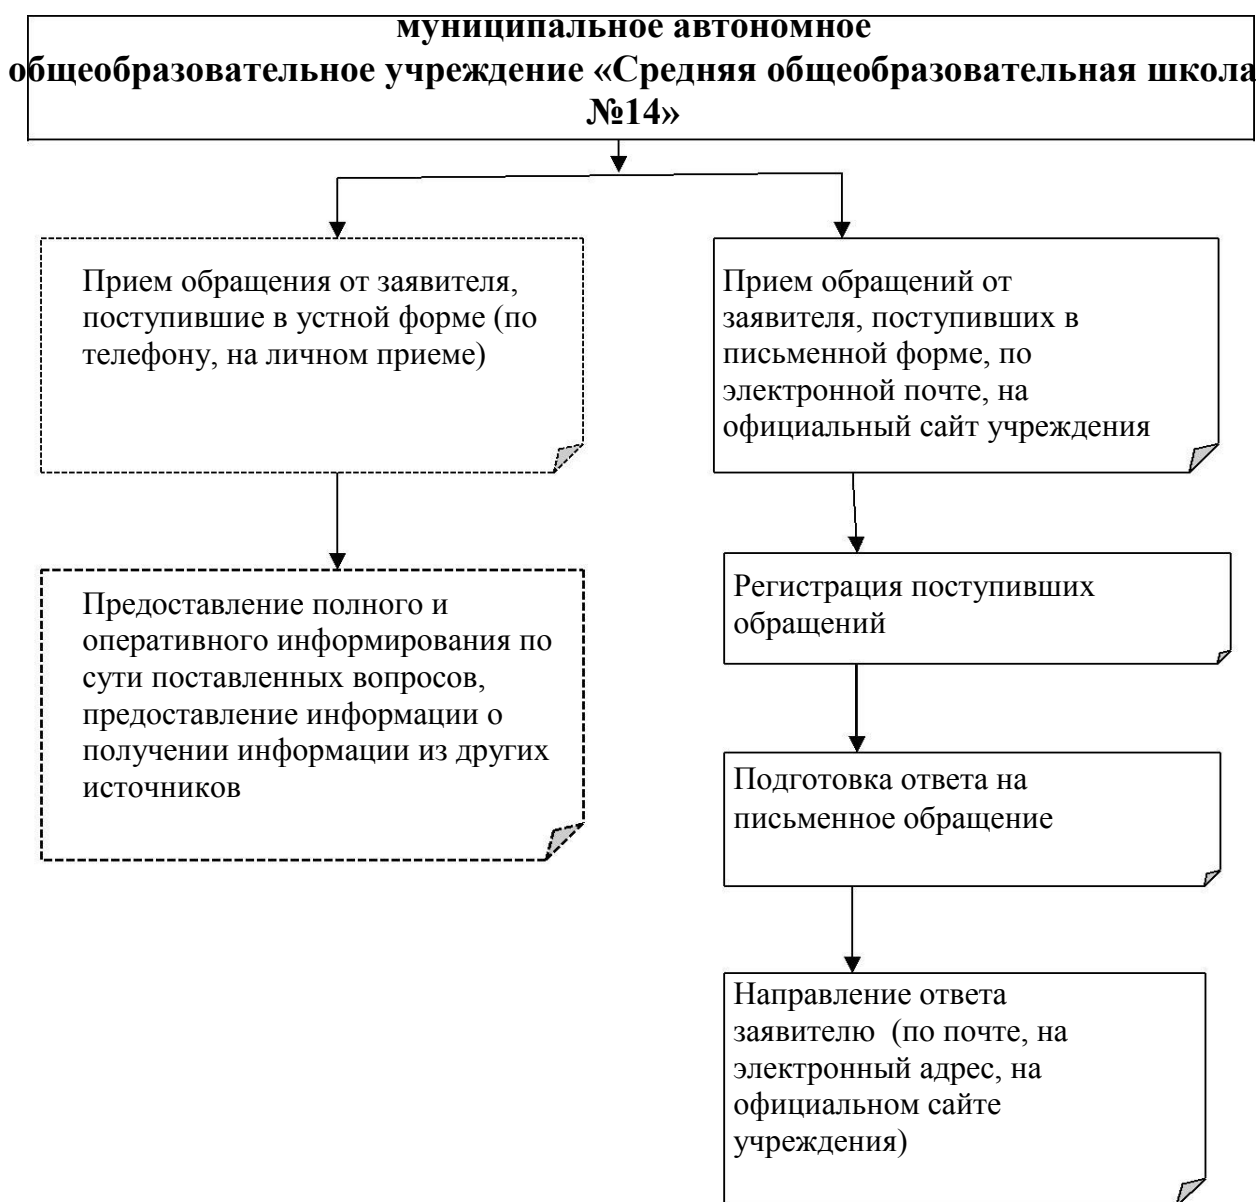 муниципальное автономное
общеобразовательное учреждение «Средняя общеобразовательная школа
№14»
Прием обращения от заявителя,
поступившие в устной форме (по
телефону, на личном приеме)
Предоставление полного и
оперативного информирования по
сути поставленных вопросов,
предоставление информации о
получении информации из других
источников
Прием обращений от
заявителя, поступивших в
письменной форме, по
электронной почте, на
официальный сайт учреждения
Регистрация поступивших
обращений
Подготовка ответа на
письменное обращение
Направление ответа
заявителю (по почте, на
электронный адрес, на
официальном сайте
учреждения)